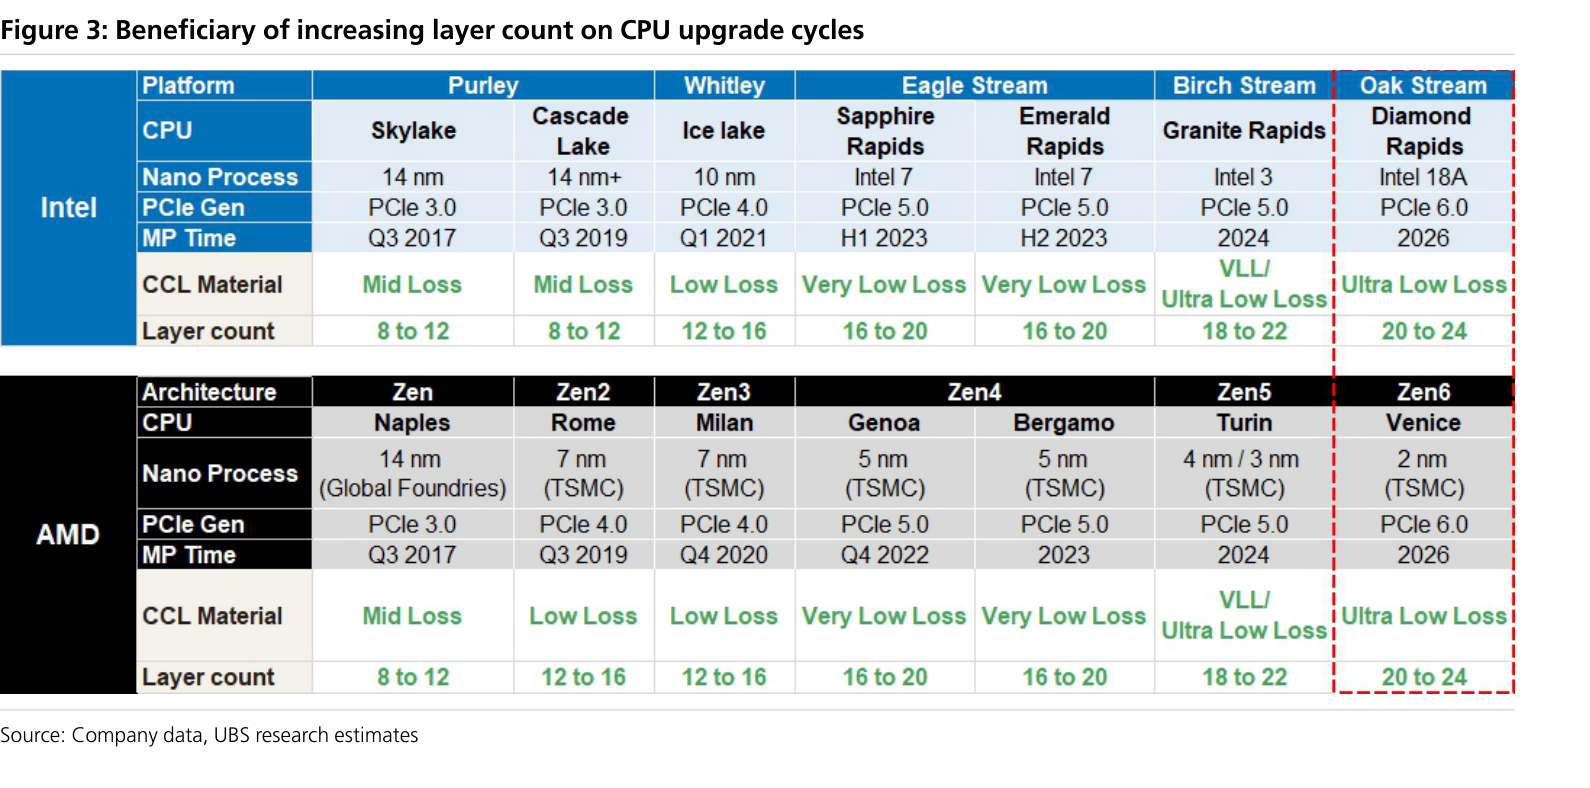 Figure 3: Beneficiary of increasing layer count on CPU upgrade cycles
Intel
Platform Purley Whitley Eagle Stream Birch Stream Oak Stream
CPU Skylake Cascade Lake Ice lake Sapphire Rapids Emerald Rapids Granite Rapids Diamond Rapids
Nano Process 14 nm 14 nm+ 10 nm Intel 7 Intel 7 Intel 3 Intel 18A
PCIe Gen PCIe 3.0 PCIe 3.0 PCIe 4.0 PCIe 5.0 PCIe 5.0 PCIe 5.0 PCIe 6.0
MP Time Q3 2017 Q3 2019 Q1 2021 H1 2023 H2 2023 2024 2026
CCL Material Mid Loss Mid Loss Low Loss Very Low Loss Very Low Loss VLL/ Ultra Low Loss Ultra Low Loss
Layer count 8 to 12 8 to 12 12 to 16 16 to 20 16 to 20 18 to 22 20 to 24
AMD
Architecture Zen Zen2 Zen3 Zen4 Zen5 Zen6
CPU Naples Rome Milan Genoa Bergamo Turin Venice
Nano Process 14 nm (Global Foundries) 7 nm (TSMC) 7 nm (TSMC) 5 nm (TSMC) 5 nm (TSMC) 4 nm / 3 nm (TSMC) 2 nm (TSMC)
PCIe Gen PCIe 3.0 PCIe 4.0 PCIe 4.0 PCIe 5.0 PCIe 5.0 PCIe 5.0 PCIe 6.0
MP Time Q3 2017 Q3 2019 Q4 2020 Q4 2022 2023 2024 2026
CCL Material Mid Loss Low Loss Low Loss Very Low Loss Very Low Loss VLL/ Ultra Low Loss Ultra Low Loss
Layer count 8 to 12 12 to 16 12 to 16 16 to 20 16 to 20 18 to 22 20 to 24
Source: Company data, UBS research estimates